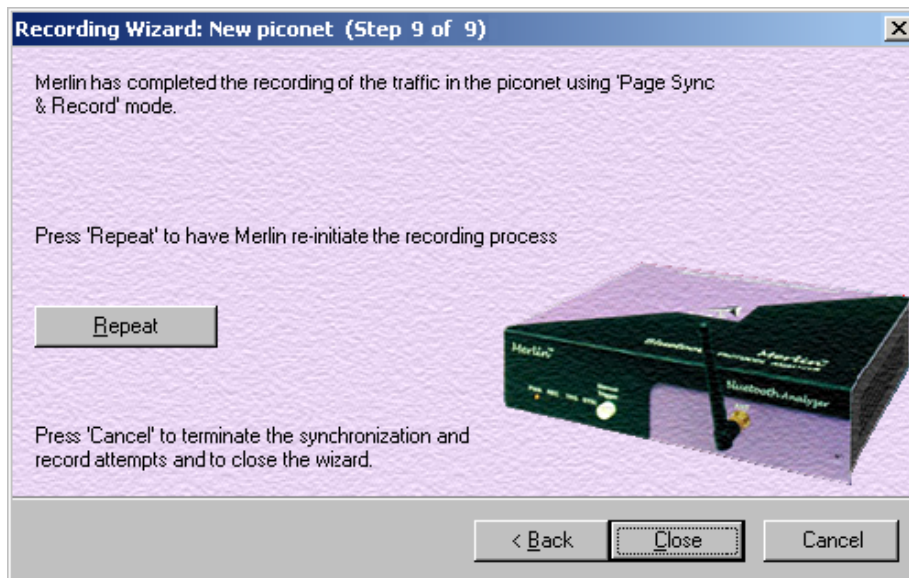 Recording Wizard: New piconet (Step 9 of 9)
Merlin has completed the recording of the traffic in the piconet using 'Page Sync
& Record' mode.
Press 'Repeat' to have Merlin re-initiate the recording process
Repeat
Merlin™
Merlin
Bluetooth Analyzer
Press 'Cancel' to terminate the synchronization and
record attempts and to close the wizard.
< Back
Close
Cancel